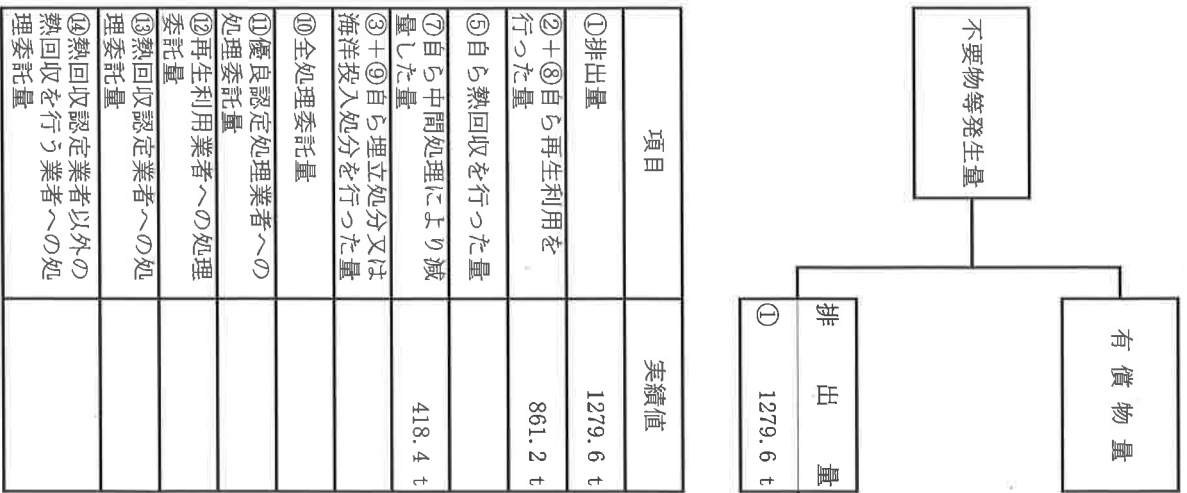 不要物等発生量
有償物量
排出量
① 1279.6 t
項目 実績値
①排出量 1279.6 t
②+⑧自ら再生利用を
行った量 861.2 t
⑤自ら熱回収を行った量
⑦自ら中間処理により減
量した量 418.4 t
③+⑨自ら埋立処分又は
海洋投入処分を行った量
⑩全処理委託量
⑪優良認定処理業者への
処理委託量
⑫再生利用業者への処理
委託量
⑬熱回収認定業者への処
理委託量
⑭熱回収認定業者以外の
熱回収を行う業者への処
理委託量